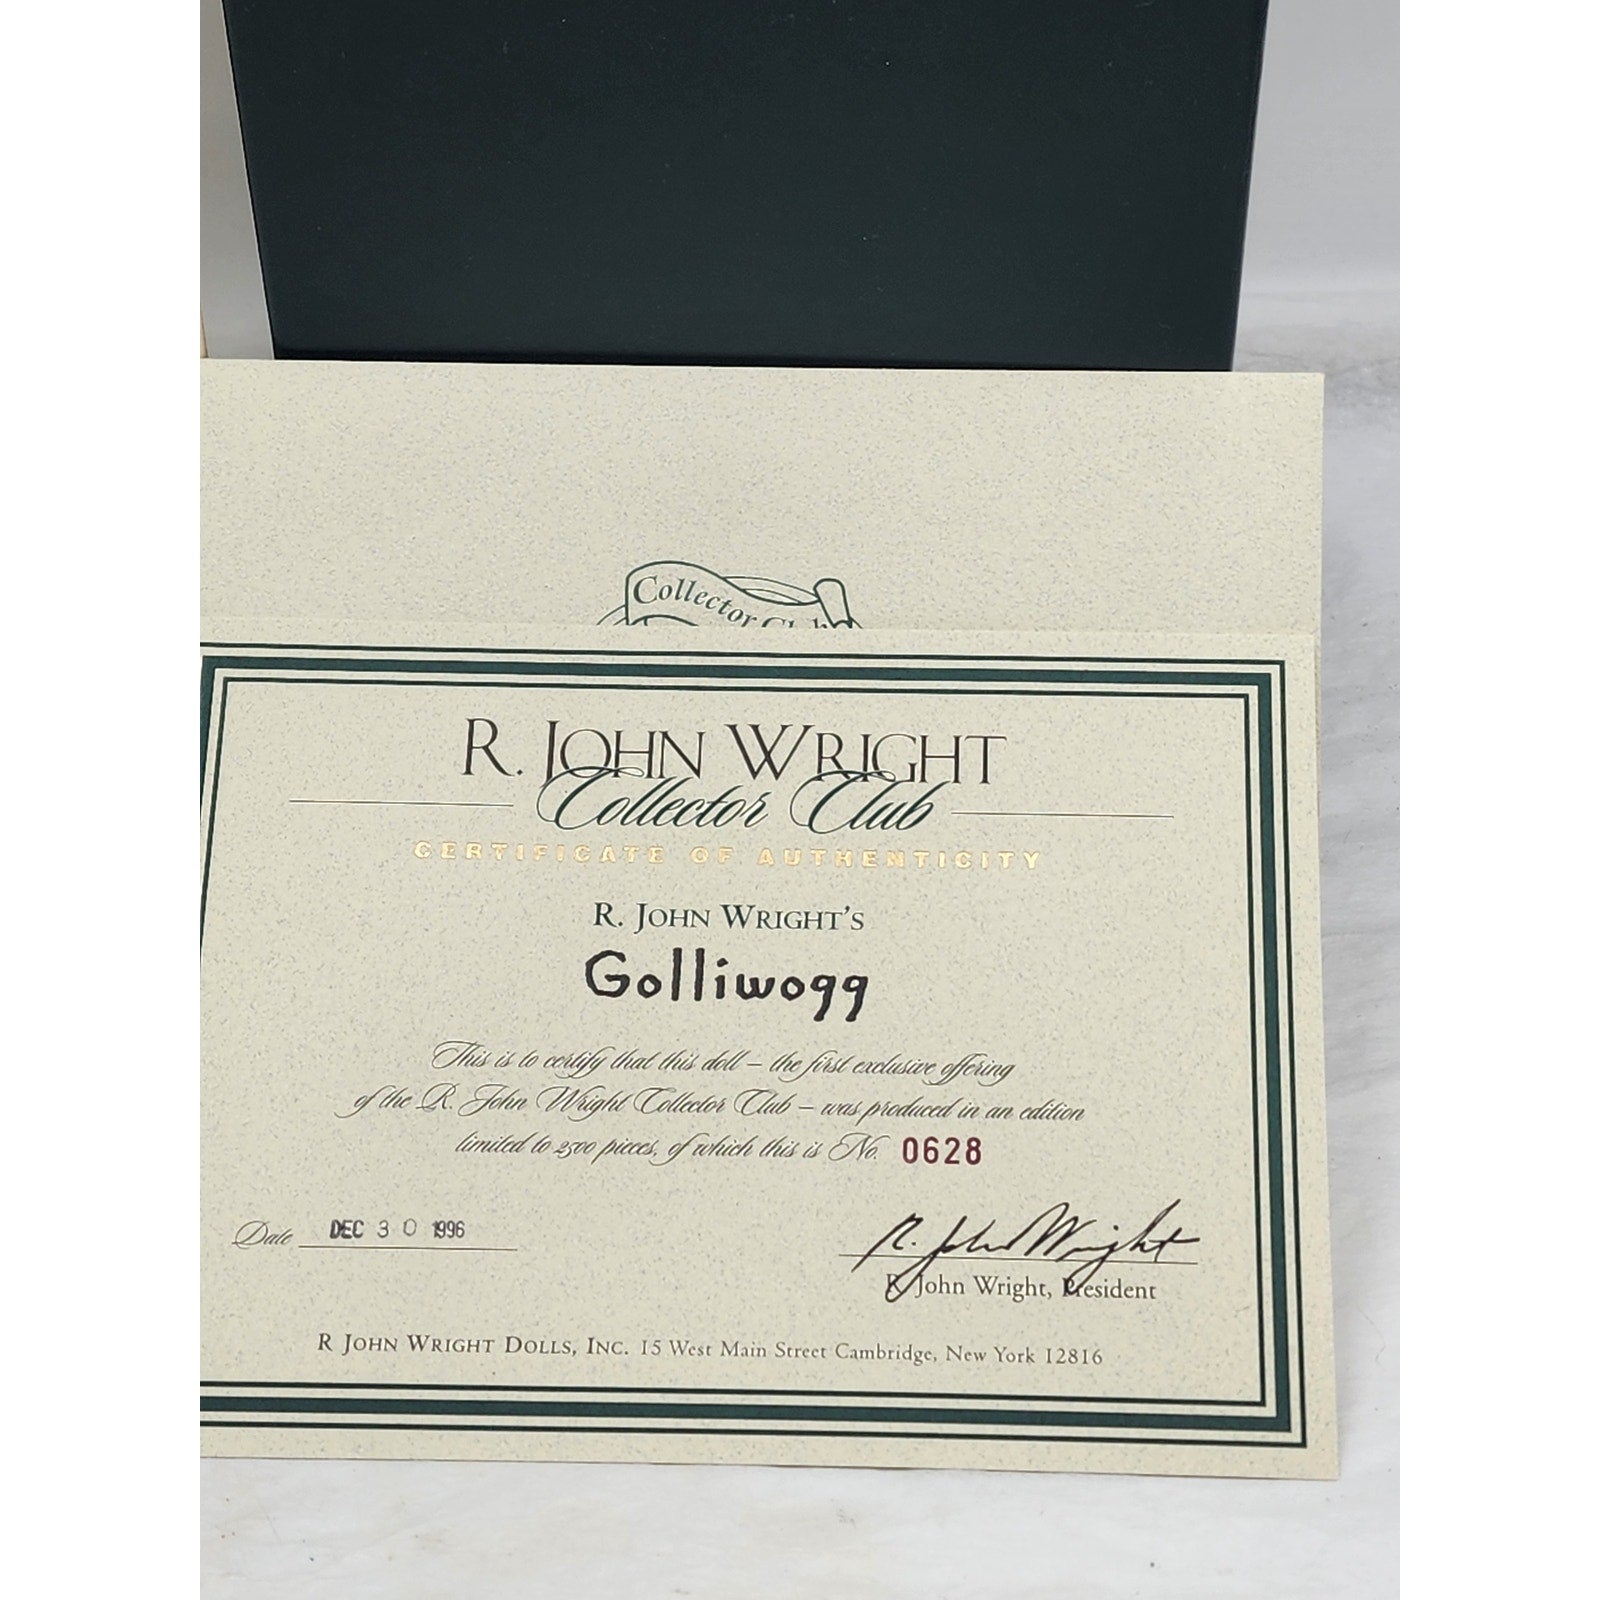 Collector Club
R. JOHN WRIGHT
Collector Club
CERTIFICATE OF AUTHENTICITY
R. JOHN WRIGHT'S
Golliwogg
This is to certify that this doll – the first exclusive offering
of the R. John Wright Collector Club – was produced in an edition
limited to 2500 pieces, of which this is No. 0628
Date DEC 30 1996
R. John Wright
R. John Wright, President
R JOHN WRIGHT DOLLS, INC. 15 West Main Street Cambridge, New York 12816